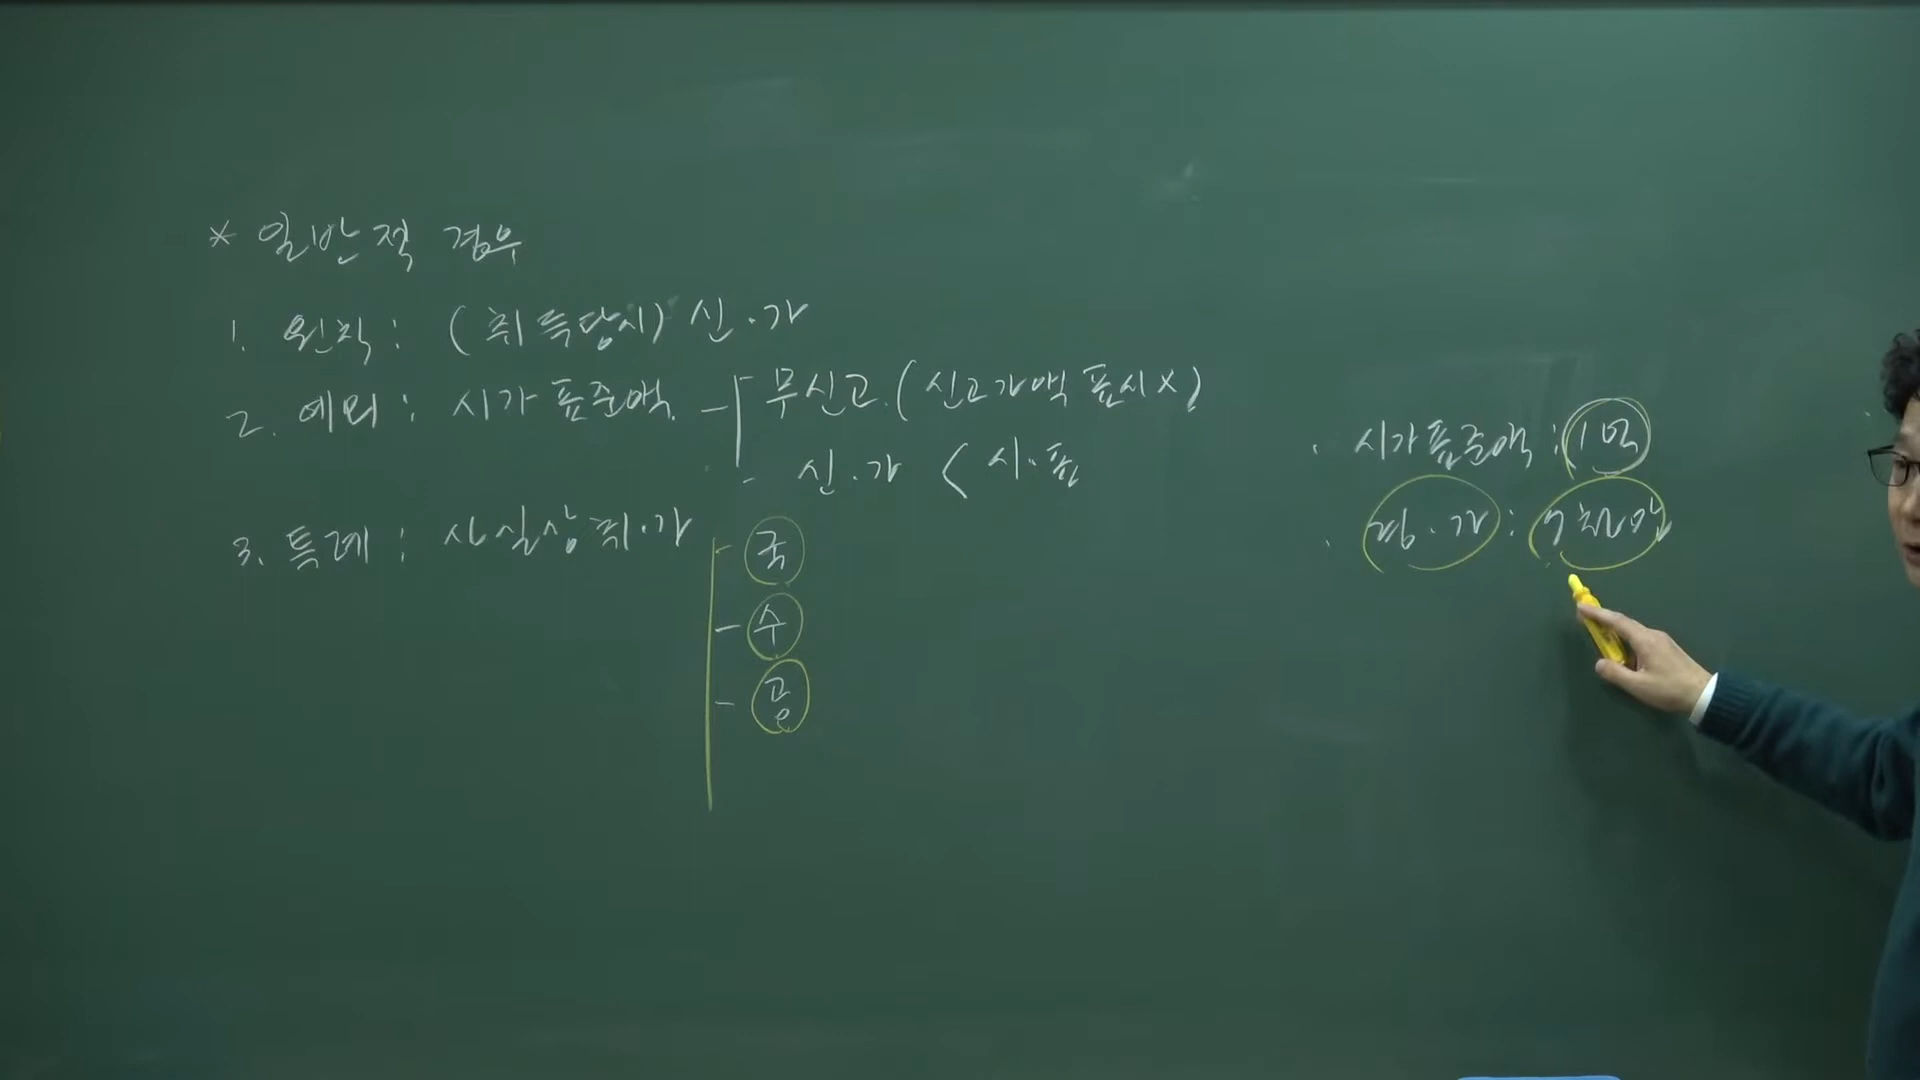 * 일반적 경우
1. 원칙 : (취득당시) 신·가
2. 예외 : 시가표준액 - 무신고 (신고가액 표시 X)
- 신·가 < 시·표
3. 특례 : 사실상 취·가 - 국
- 수
- 공
· 시가표준액 : 1억
· 경·가 : 7천만